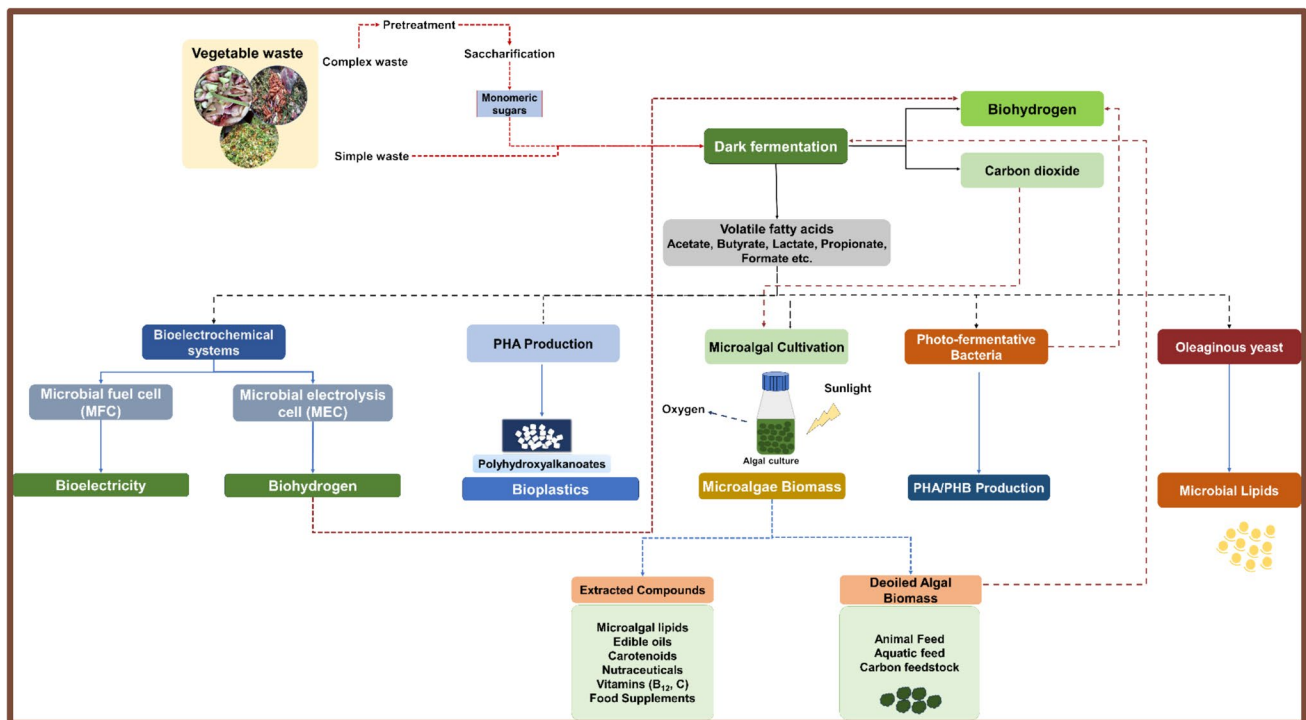 Vegetable waste
Pretreatment
Complex waste
Saccharification
Monomeric
sugars
Simple waste
Dark fermentation
Biohydrogen
Carbon dioxide
Volatile fatty acids
Acetate, Butyrate, Lactate, Propionate,
Formate etc.
Bioelectrochemical
systems
PHA Production
Microalgal Cultivation
Photo-fermentative
Bacteria
Oleaginous yeast
Microbial fuel cell
(MFC)
Microbial electrolysis
cell (MEC)
Oxygen
Sunlight
Algal culture
Polyhydroxyalkanoates
Bioelectricity
Biohydrogen
Bioplastics
Microalgae Biomass
PHA/PHB Production
Microbial Lipids
Extracted Compounds
Microalgal lipids
Edible oils
Carotenoids
Nutraceuticals
Vitamins (B₁₂, C)
Food Supplements
Deoiled Algal
Biomass
Animal Feed
Aquatic feed
Carbon feedstock